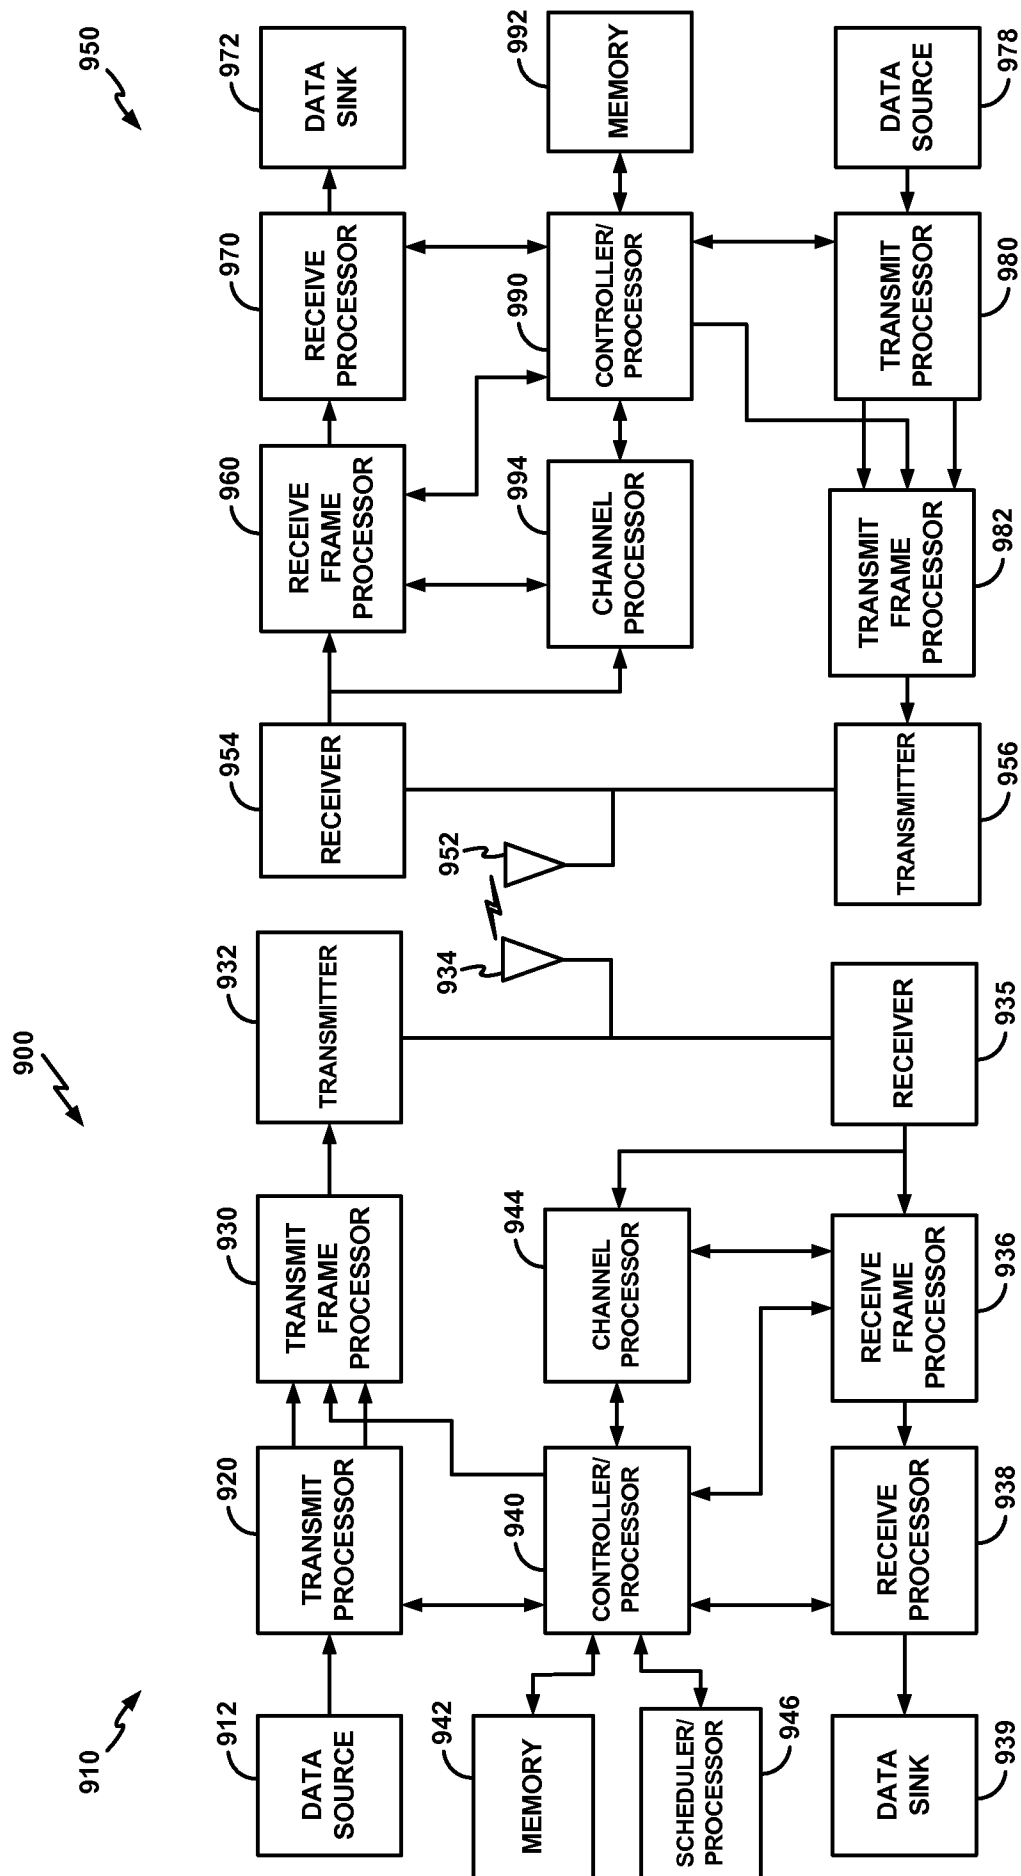 900
910
950
912
DATA
SOURCE
920
TRANSMIT
PROCESSOR
930
TRANSMIT
FRAME
PROCESSOR
932
TRANSMITTER
954
RECEIVER
960
RECEIVE
FRAME
PROCESSOR
970
RECEIVE
PROCESSOR
972
DATA
SINK
942
MEMORY
940
CONTROLLER/
PROCESSOR
944
CHANNEL
PROCESSOR
934
952
994
CHANNEL
PROCESSOR
990
CONTROLLER/
PROCESSOR
992
MEMORY
SCHEDULER/
PROCESSOR
946
DATA
SINK
939
RECEIVE
PROCESSOR
938
RECEIVE
FRAME
PROCESSOR
936
RECEIVER
935
TRANSMITTER
956
TRANSMIT
FRAME
PROCESSOR
982
TRANSMIT
PROCESSOR
980
DATA
SOURCE
978